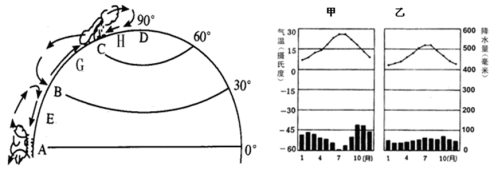 90°
H D
C
60°
G
B
30°
E
A
0°
甲
乙
气温（摄氏度）
30
15
0
-15
-30
-45
-60
1 4 7 10(月)
1 4 7 10(月)
降水量（毫米）
600
500
400
300
200
100
0